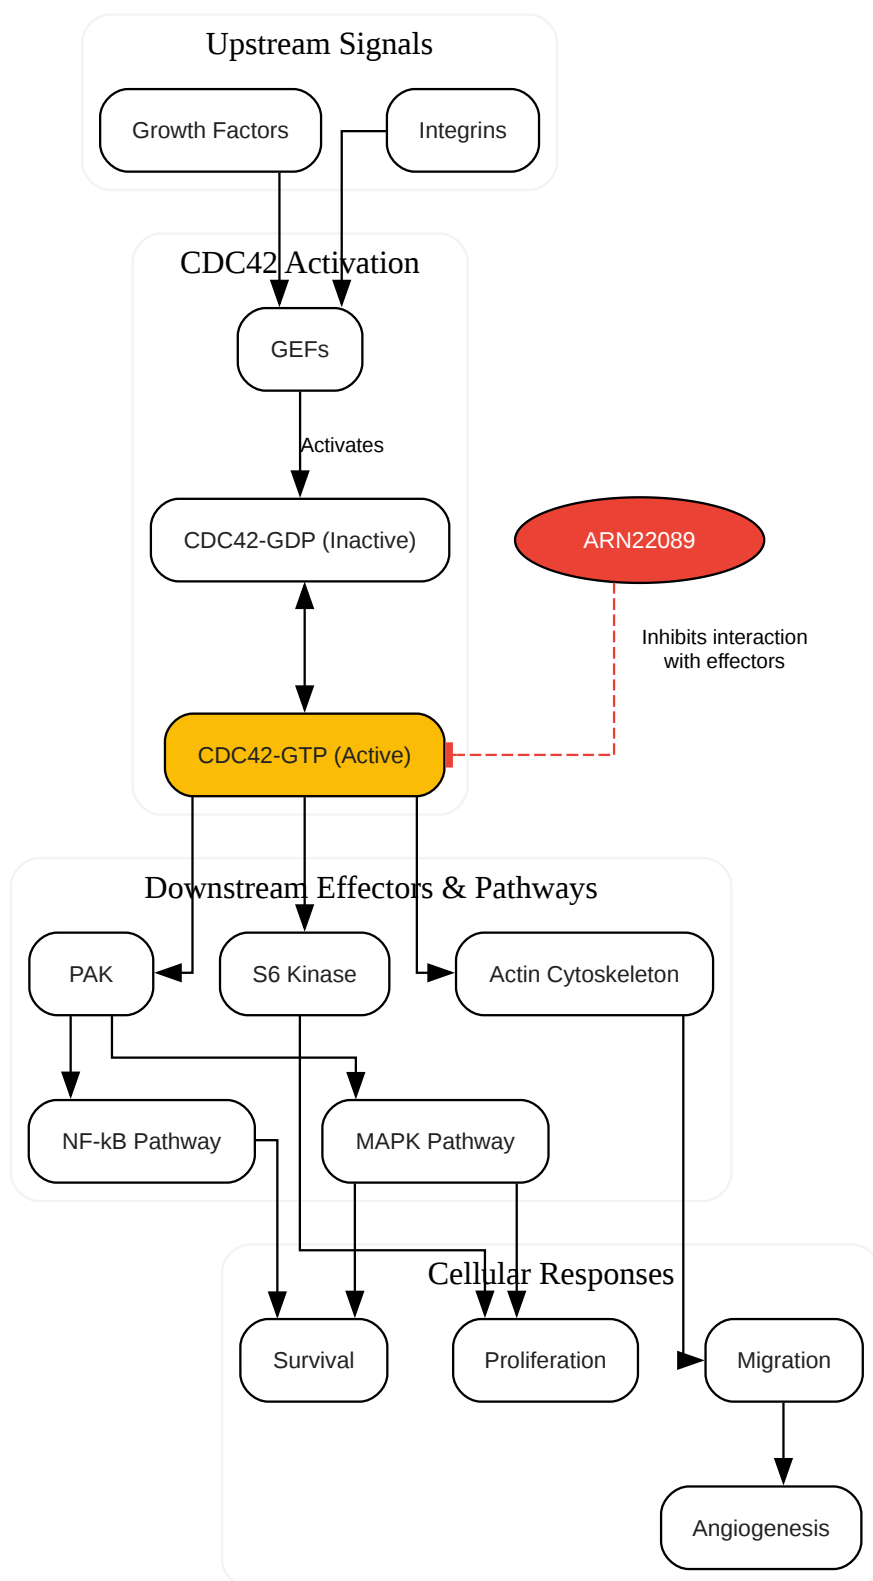 Upstream Signals
Growth Factors
Integrins
CDC42 Activation
GEFs
Activates
CDC42-GDP (Inactive)
ARN22089
Inhibits interaction
with effectors
CDC42-GTP (Active)
Downstream Effectors & Pathways
PAK
S6 Kinase
Actin Cytoskeleton
NF-kB Pathway
MAPK Pathway
Cellular Responses
Survival
Proliferation
Migration
Angiogenesis